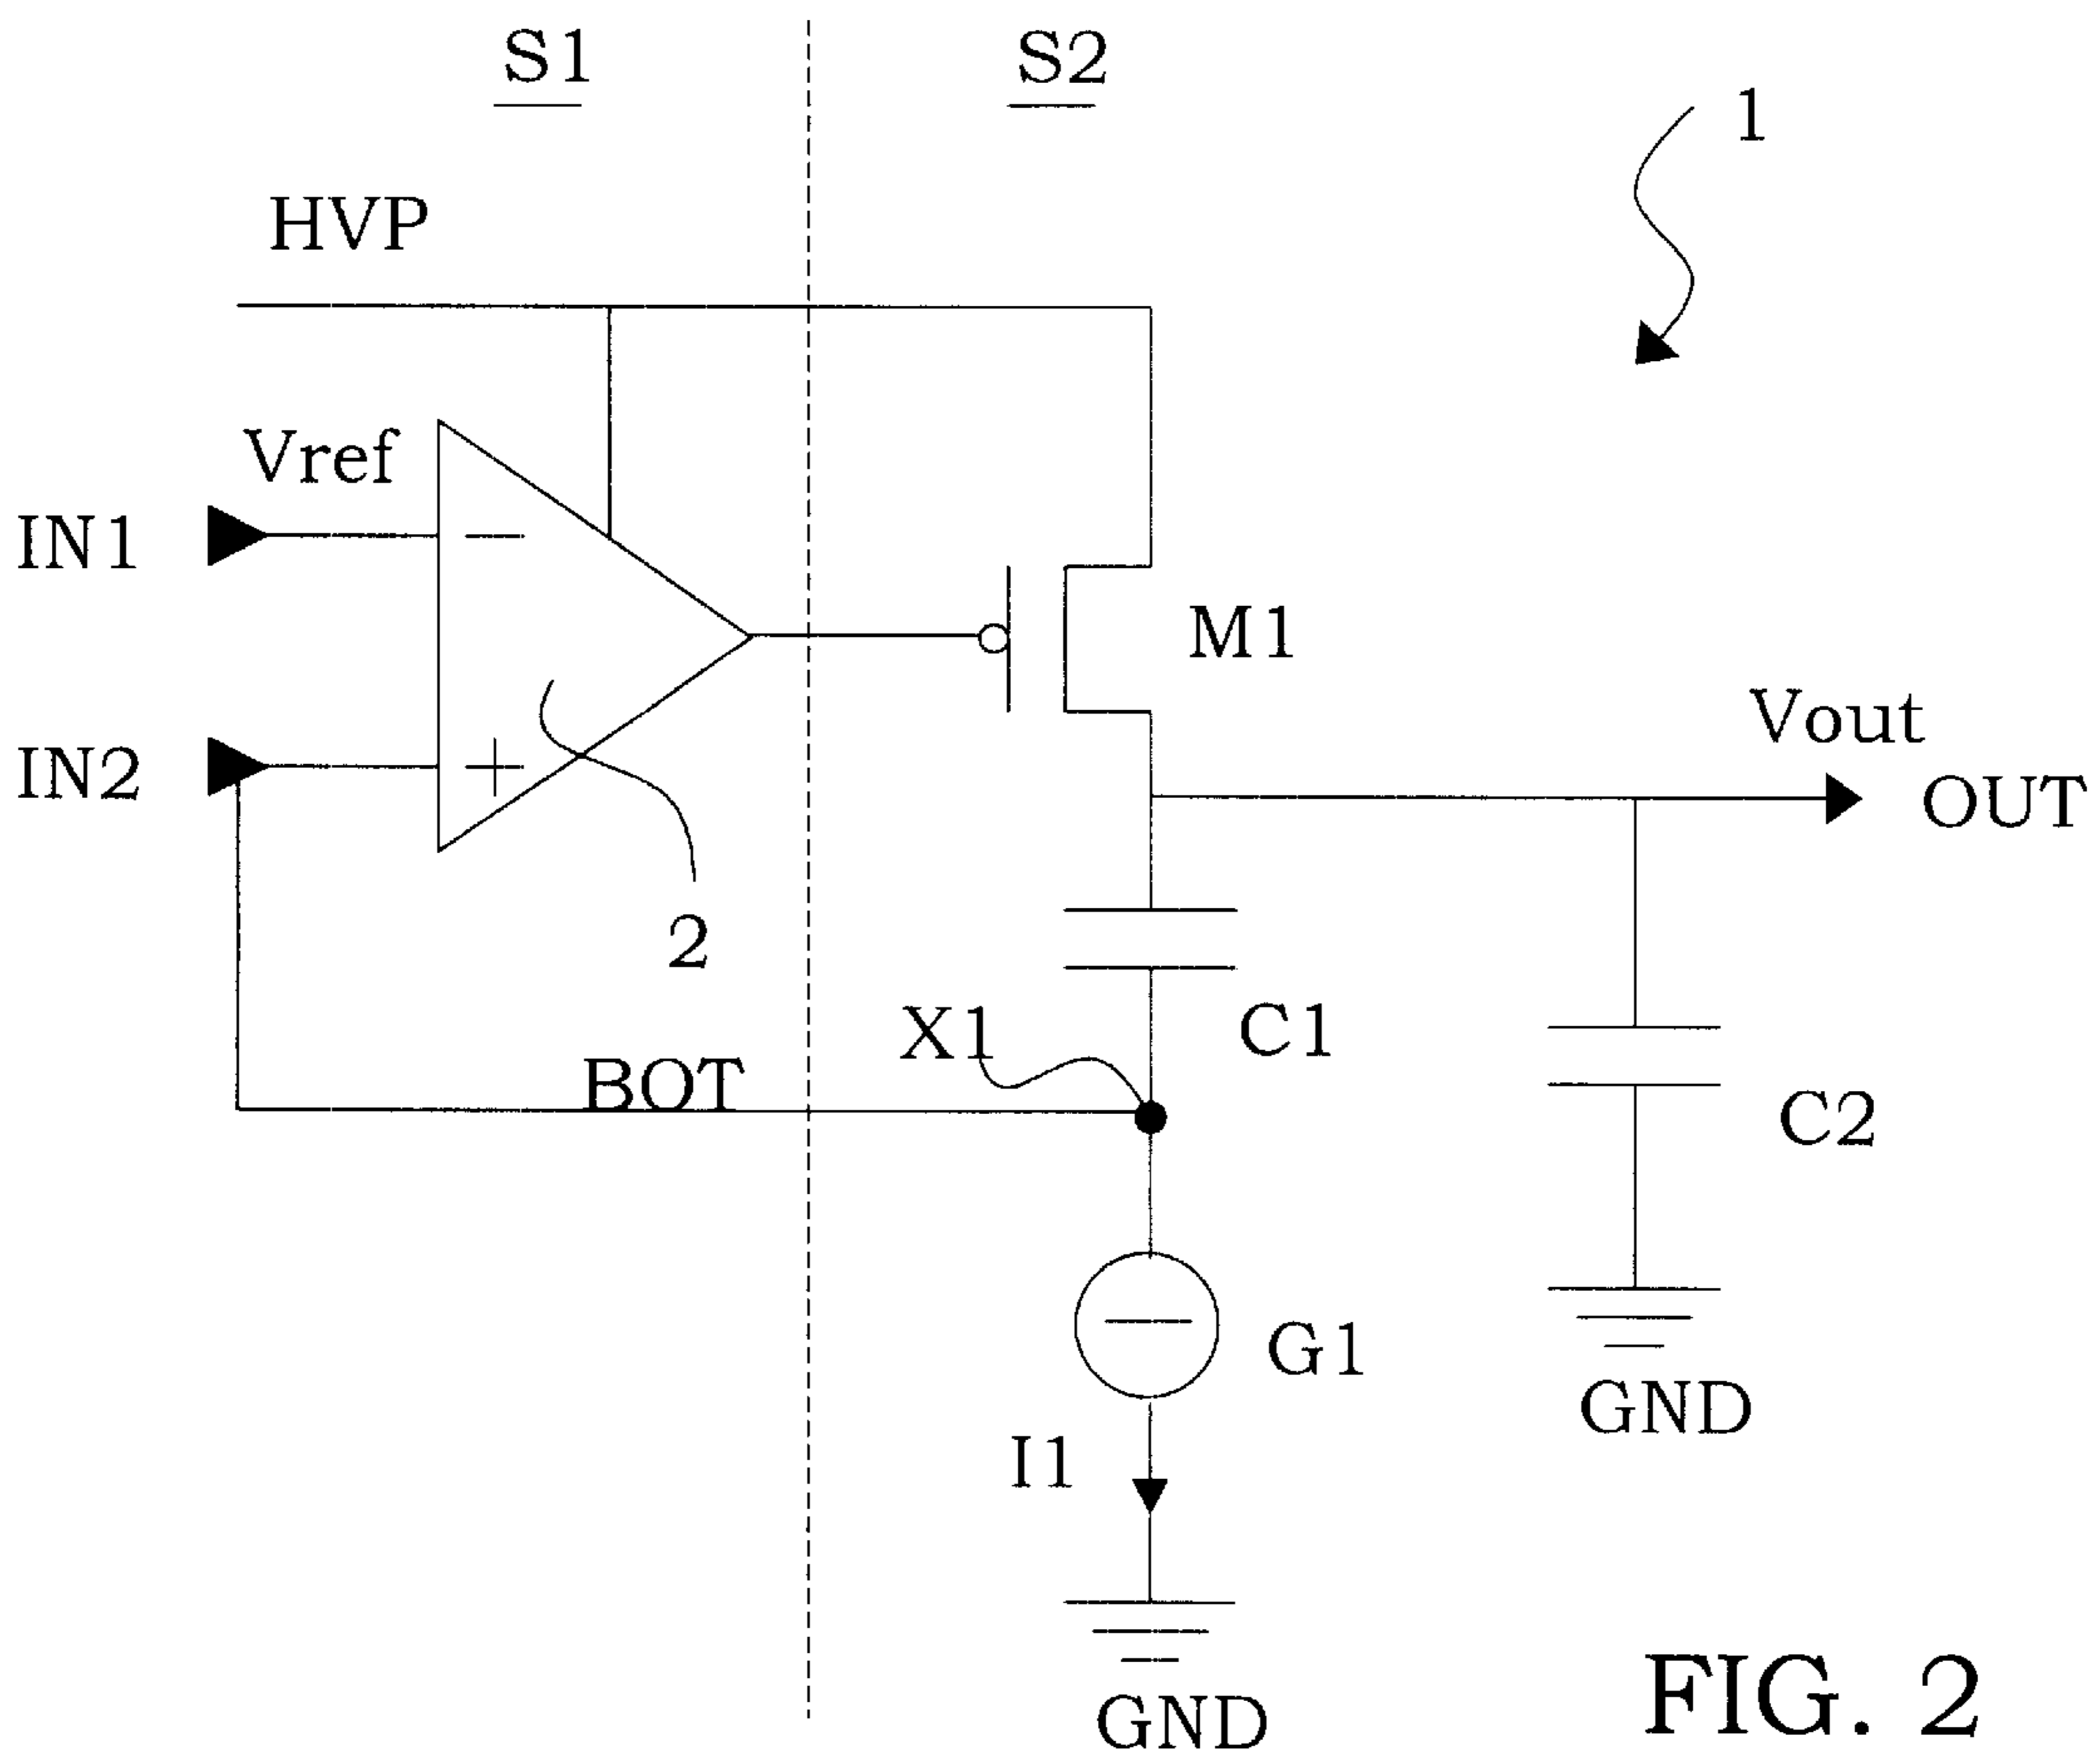 S1
S2
1
HVP
Vref
IN1
M1
Vout
IN2
OUT
2
X1
C1
BOT
C2
G1
I1
GND
GND
FIG. 2